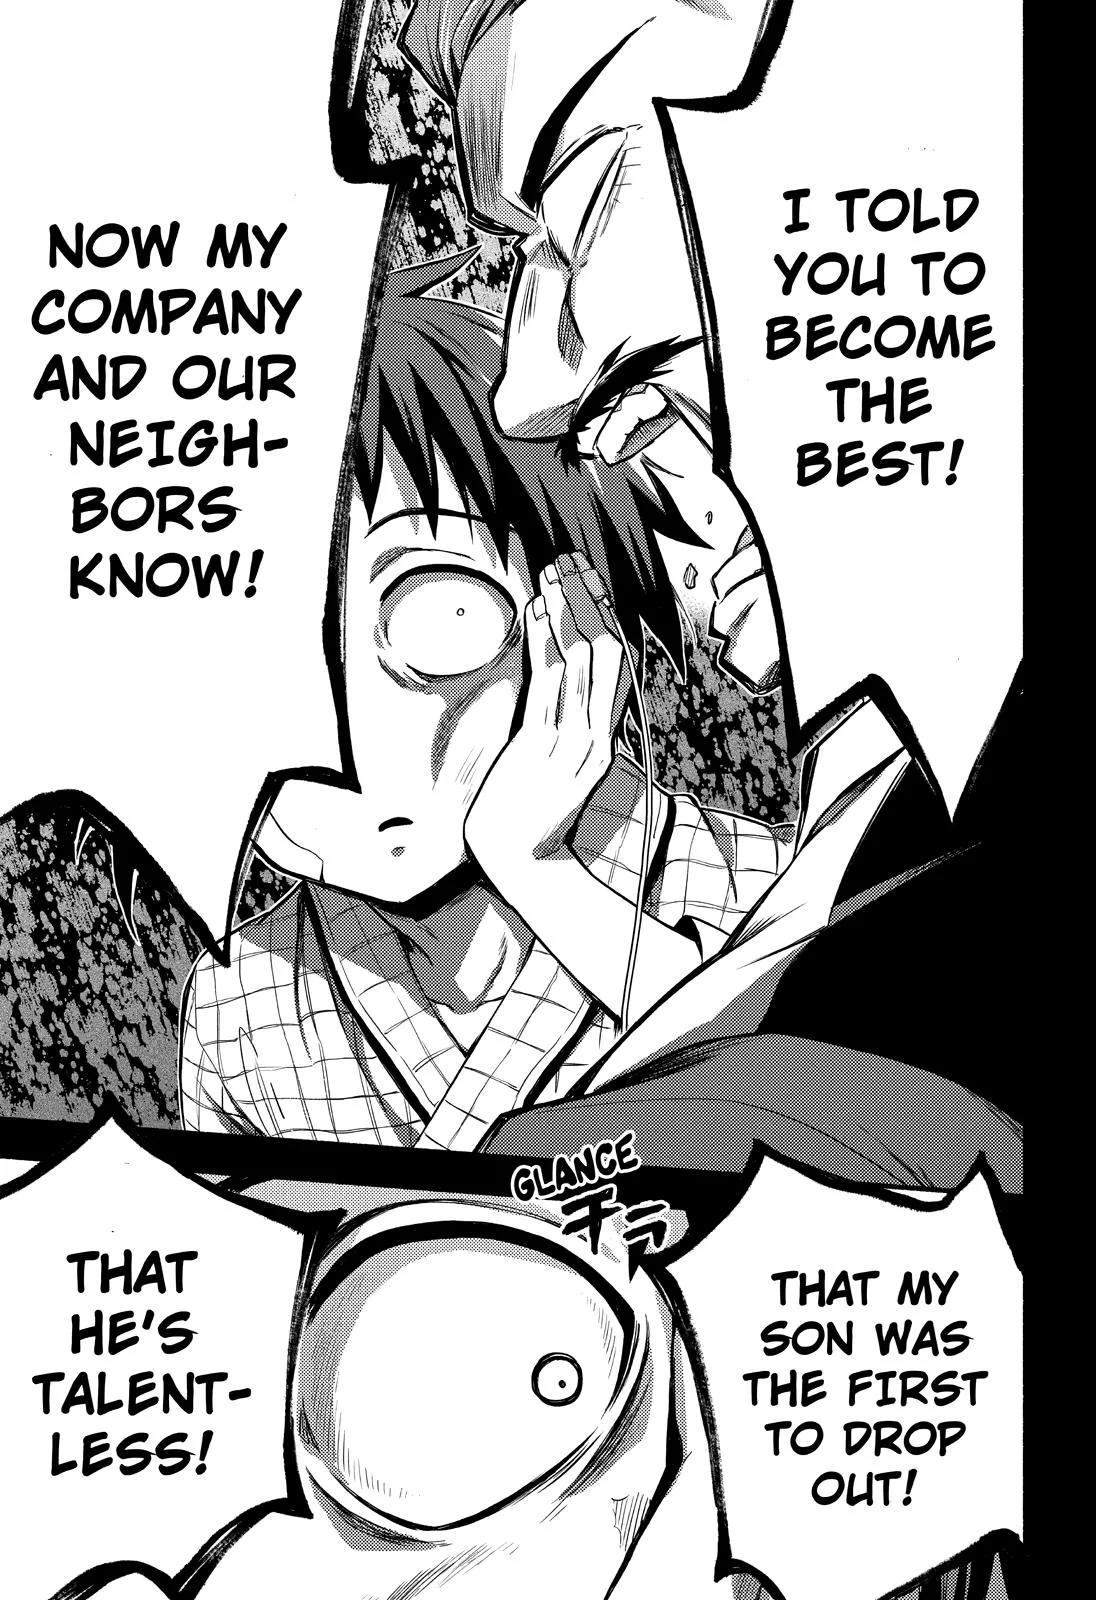 I TOLD
YOU TO
BECOME
THE
BEST!
NOW MY
COMPANY
AND OUR
NEIGH-
BORS
KNOW!
GLANCE
チラ
THAT MY
SON WAS
THE FIRST
TO DROP
OUT!
THAT
HE'S
TALENT-
LESS!